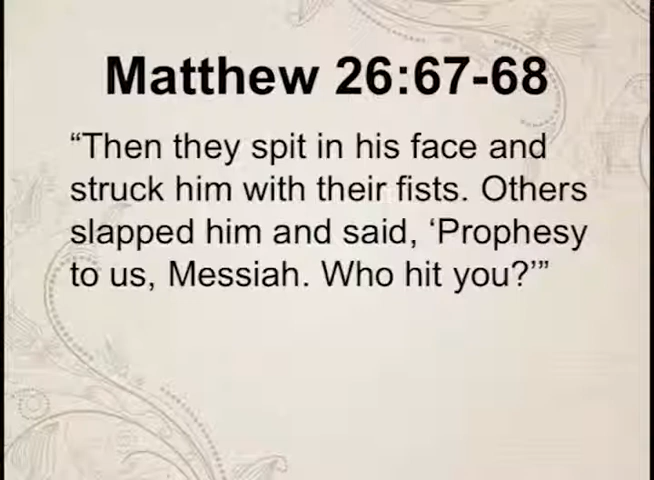 Matthew 26:67-68
“Then they spit in his face and
struck him with their fists. Others
slapped him and said, ‘Prophesy
to us, Messiah. Who hit you?’”